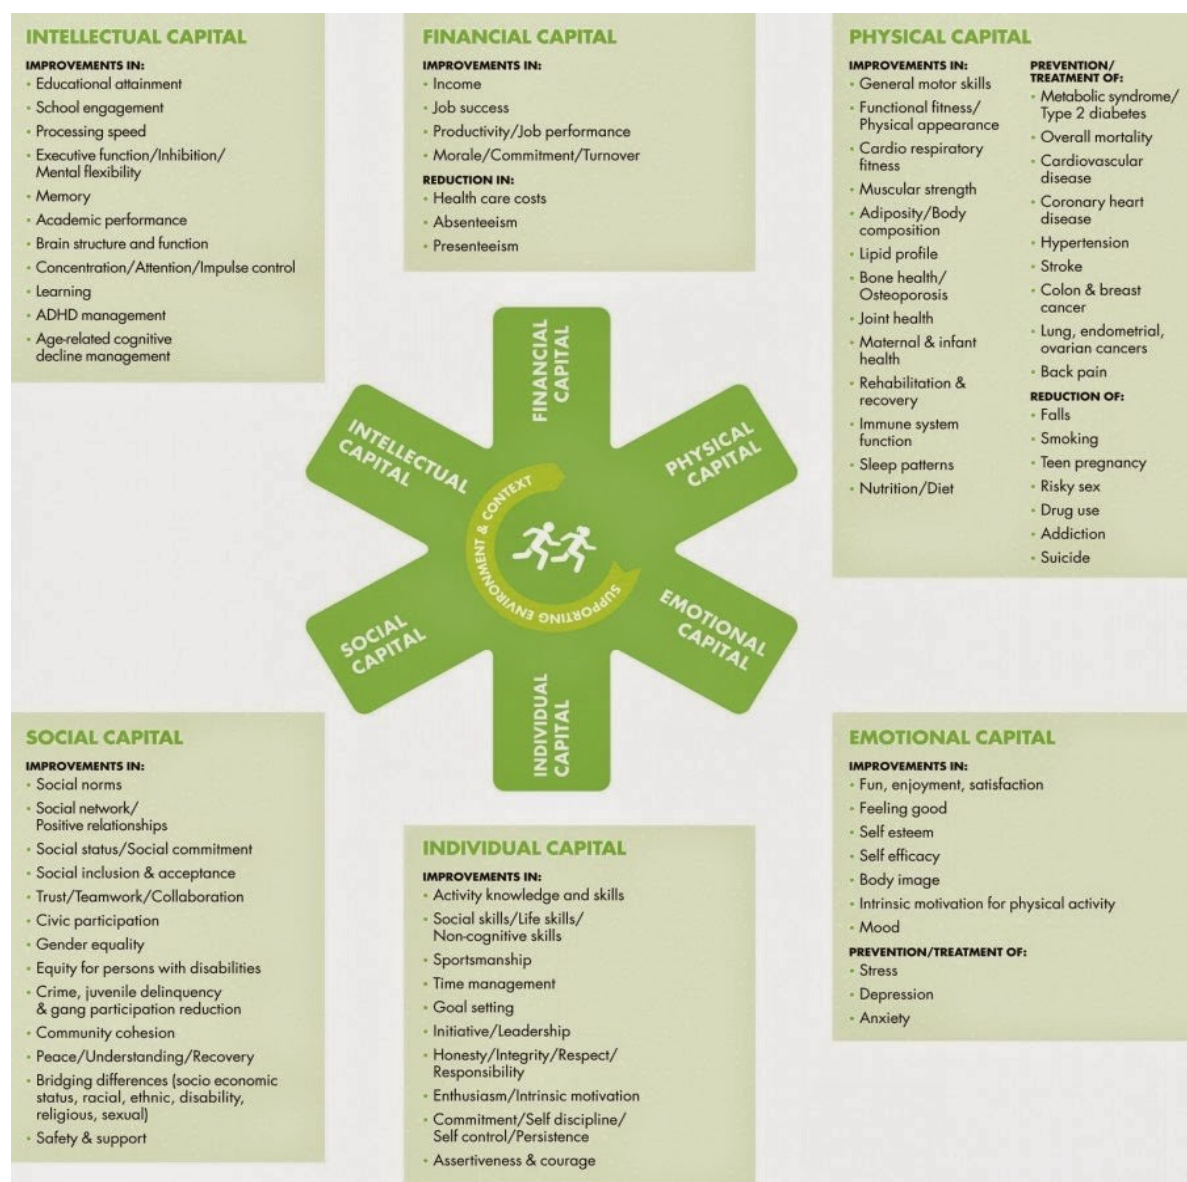 INTELLECTUAL CAPITAL
IMPROVEMENTS IN:
• Educational attainment
• School engagement
• Processing speed
• Executive function/Inhibition/
Mental flexibility
• Memory
• Academic performance
• Brain structure and function
• Concentration/Attention/Impulse control
• Learning
• ADHD management
• Age-related cognitive
decline management
FINANCIAL CAPITAL
IMPROVEMENTS IN:
• Income
• Job success
• Productivity/Job performance
• Morale/Commitment/Turnover
REDUCTION IN:
• Health care costs
• Absenteeism
• Presenteeism
PHYSICAL CAPITAL
IMPROVEMENTS IN:
• General motor skills
• Functional fitness/
Physical appearance
• Cardio respiratory
fitness
• Muscular strength
• Adiposity/Body
composition
• Lipid profile
• Bone health/
Osteoporosis
• Joint health
• Maternal & infant
health
• Rehabilitation &
recovery
• Immune system
function
• Sleep patterns
• Nutrition/Diet
PREVENTION/
TREATMENT OF:
• Metabolic syndrome/
Type 2 diabetes
• Overall mortality
• Cardiovascular
disease
• Coronary heart
disease
• Hypertension
• Stroke
• Colon & breast
cancer
• Lung, endometrial,
ovarian cancers
• Back pain
REDUCTION OF:
• Falls
• Smoking
• Teen pregnancy
• Risky sex
• Drug use
• Addiction
• Suicide
FINANCIAL
CAPITAL
INTELLECTUAL
CAPITAL
PHYSICAL
CAPITAL
SUPPORTING ENVIRONMENT & CONTEXT
SOCIAL
CAPITAL
EMOTIONAL
CAPITAL
INDIVIDUAL
CAPITAL
SOCIAL CAPITAL
IMPROVEMENTS IN:
• Social norms
• Social network/
Positive relationships
• Social status/Social commitment
• Social inclusion & acceptance
• Trust/Teamwork/Collaboration
• Civic participation
• Gender equality
• Equity for persons with disabilities
• Crime, juvenile delinquency
& gang participation reduction
• Community cohesion
• Peace/Understanding/Recovery
• Bridging differences (socio economic
status, racial, ethnic, disability,
religious, sexual)
• Safety & support
INDIVIDUAL CAPITAL
IMPROVEMENTS IN:
• Activity knowledge and skills
• Social skills/Life skills/
Non-cognitive skills
• Sportsmanship
• Time management
• Goal setting
• Initiative/Leadership
• Honesty/Integrity/Respect/
Responsibility
• Enthusiasm/Intrinsic motivation
• Commitment/Self discipline/
Self control/Persistence
• Assertiveness & courage
EMOTIONAL CAPITAL
IMPROVEMENTS IN:
• Fun, enjoyment, satisfaction
• Feeling good
• Self esteem
• Self efficacy
• Body image
• Intrinsic motivation for physical activity
• Mood
PREVENTION/TREATMENT OF:
• Stress
• Depression
• Anxiety